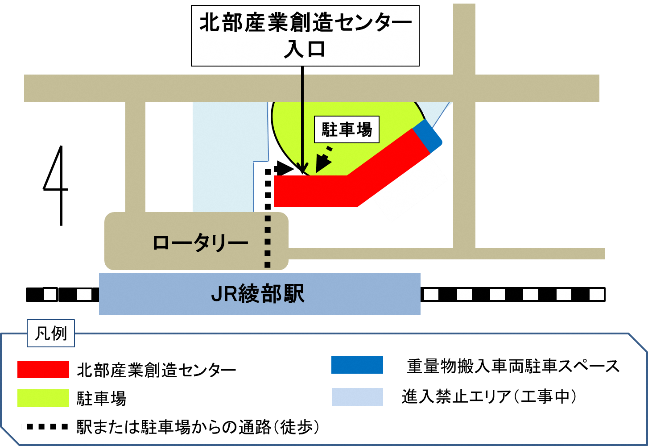 北部産業創造センター
入口
駐車場
ロータリー
JR綾部駅
凡例
北部産業創造センター
重量物搬入車両駐車スペース
駐車場
進入禁止エリア(工事中)
駅または駐車場からの通路(徒歩)